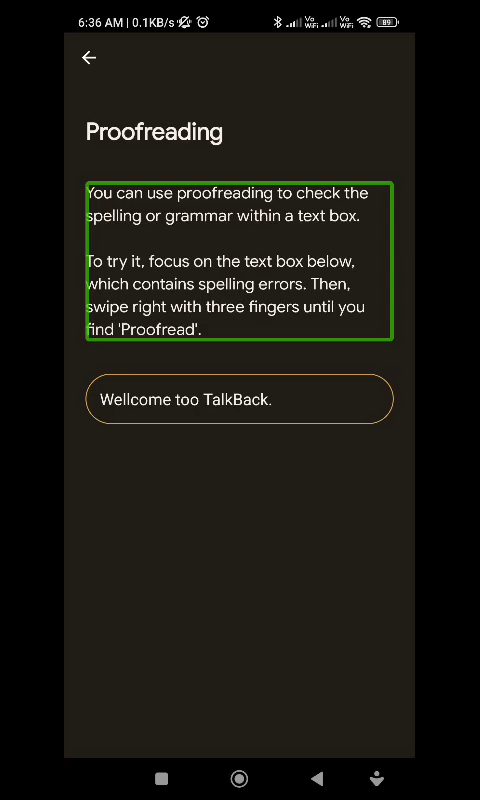 6:36 AM | 0.1KB/s Vo WiFi Vo WiFi 89
Proofreading
You can use proofreading to check the
spelling or grammar within a text box.
To try it, focus on the text box below,
which contains spelling errors. Then,
swipe right with three fingers until you
find 'Proofread'.
Wellcome too TalkBack.